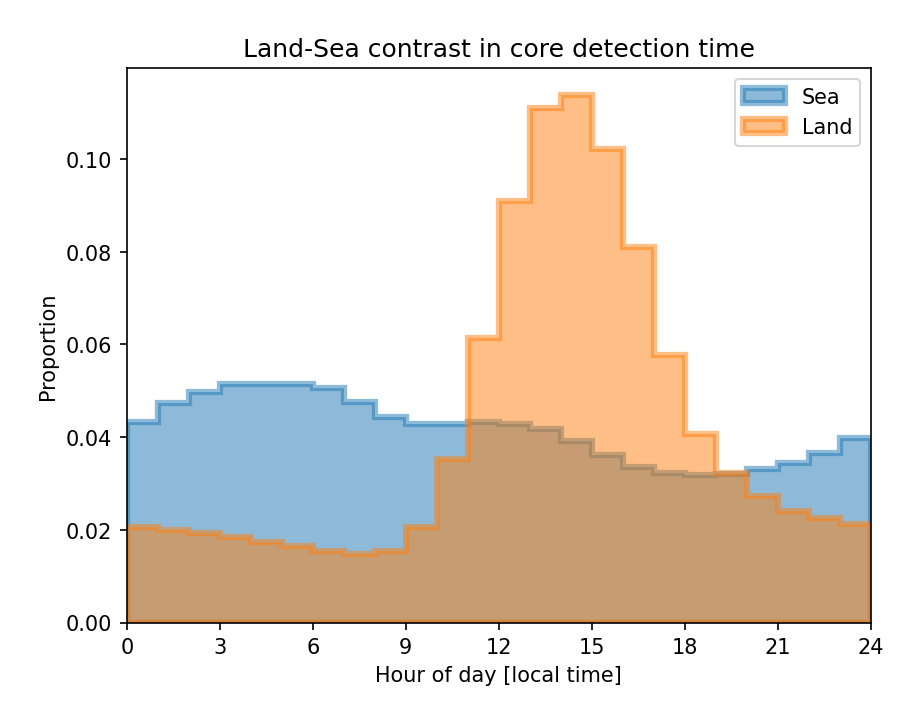 Land-Sea contrast in core detection time
Sea
Land
0.10
0.08
0.06
0.04
0.02
0.00
Proportion
0 3 6 9 12 15 18 21 24
Hour of day [local time]